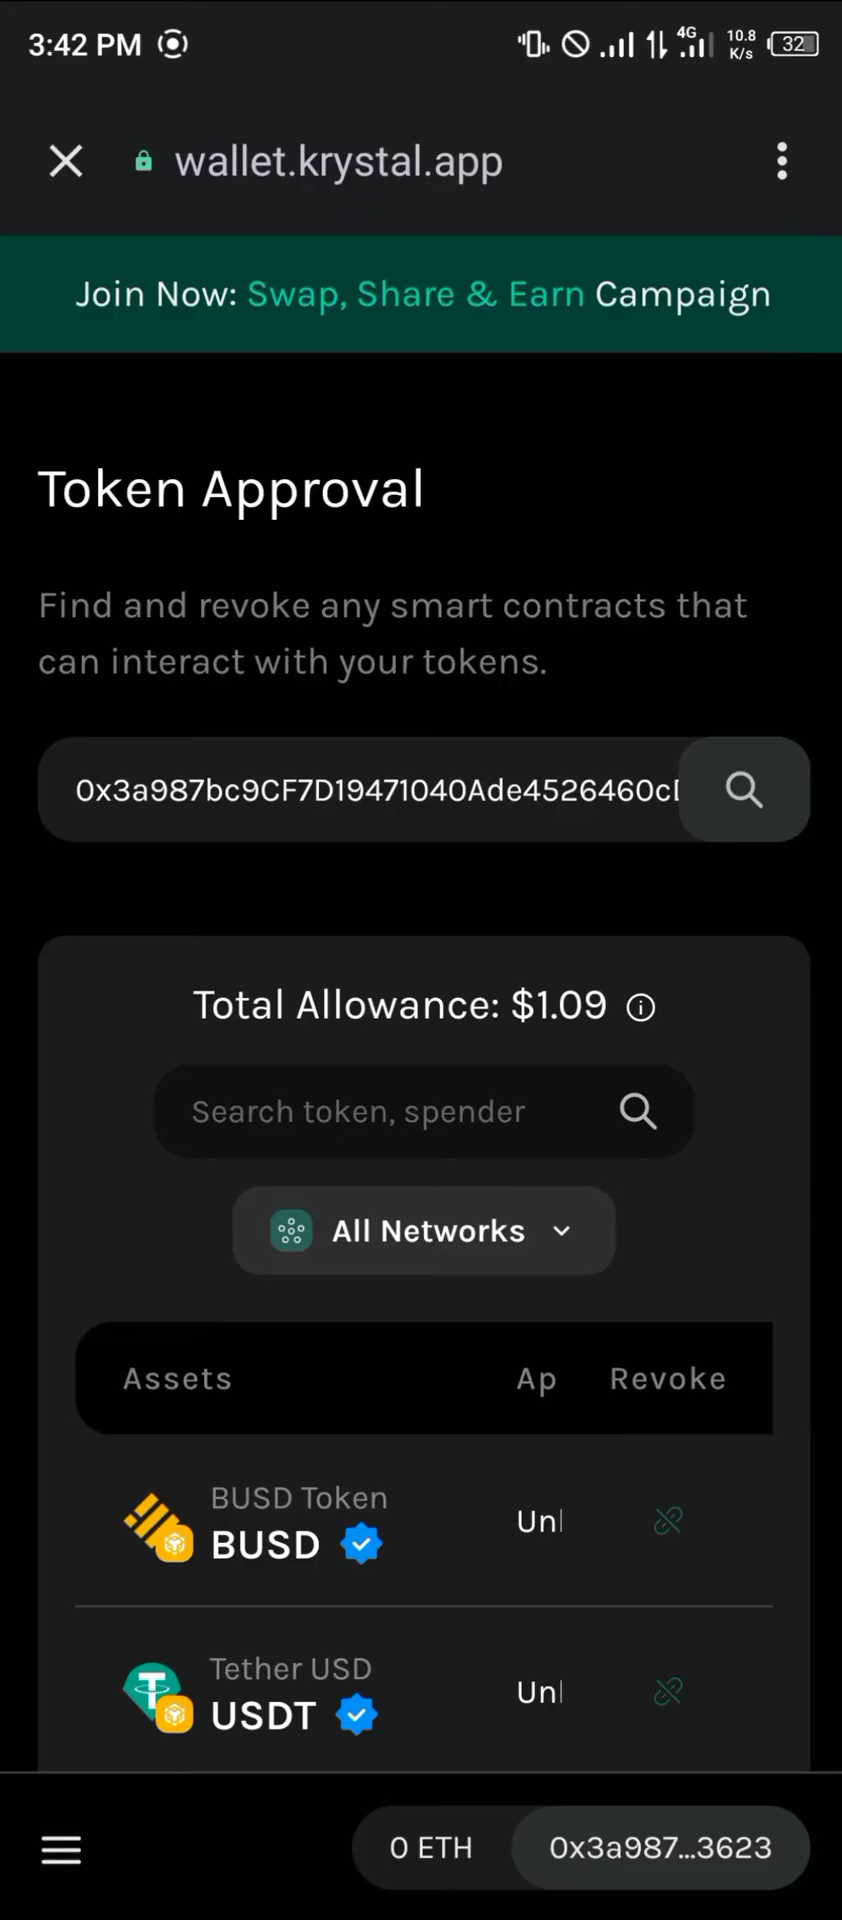 3:42 PM
4G 10.8 K/s 32
wallet.krystal.app
Join Now: Swap, Share & Earn Campaign
Token Approval
Find and revoke any smart contracts that
can interact with your tokens.
0x3a987bc9CF7D19471040Ade4526460c
Total Allowance: $1.09
Search token, spender
All Networks
Assets Ap Revoke
BUSD Token
BUSD
Unl
Tether USD
USDT
Unl
0 ETH 0x3a987...3623